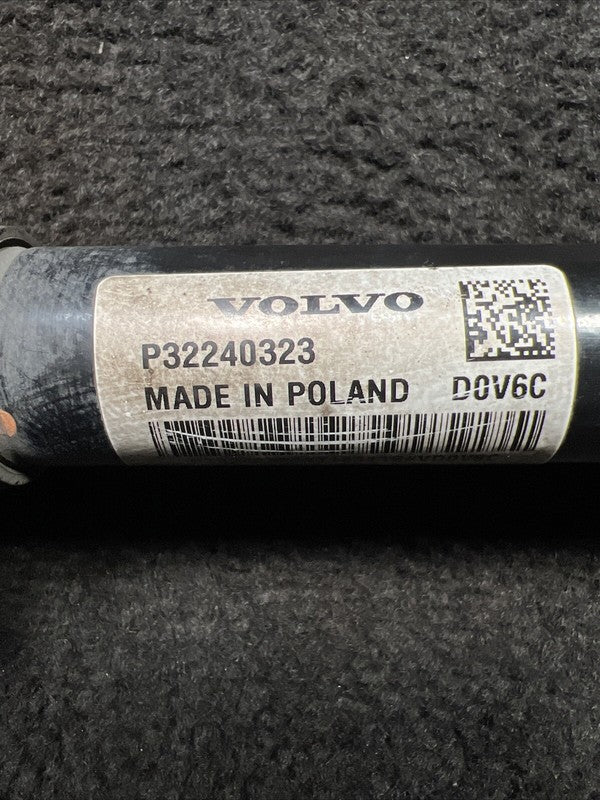 VOLVO
P32240323
MADE IN POLAND D0V6C